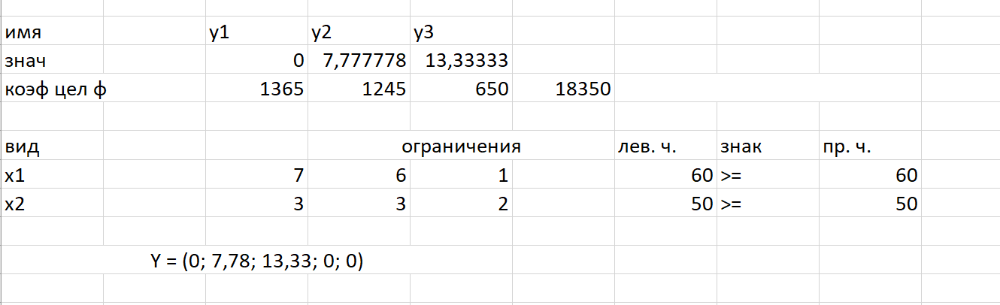 имя y1 y2 y3
знач 0 7,777778 13,33333
коэф цел ф 1365 1245 650 18350
вид ограничения лев. ч. знак пр. ч.
x1 7 6 1 60 >= 60
x2 3 3 2 50 >= 50
Y = (0; 7,78; 13,33; 0; 0)